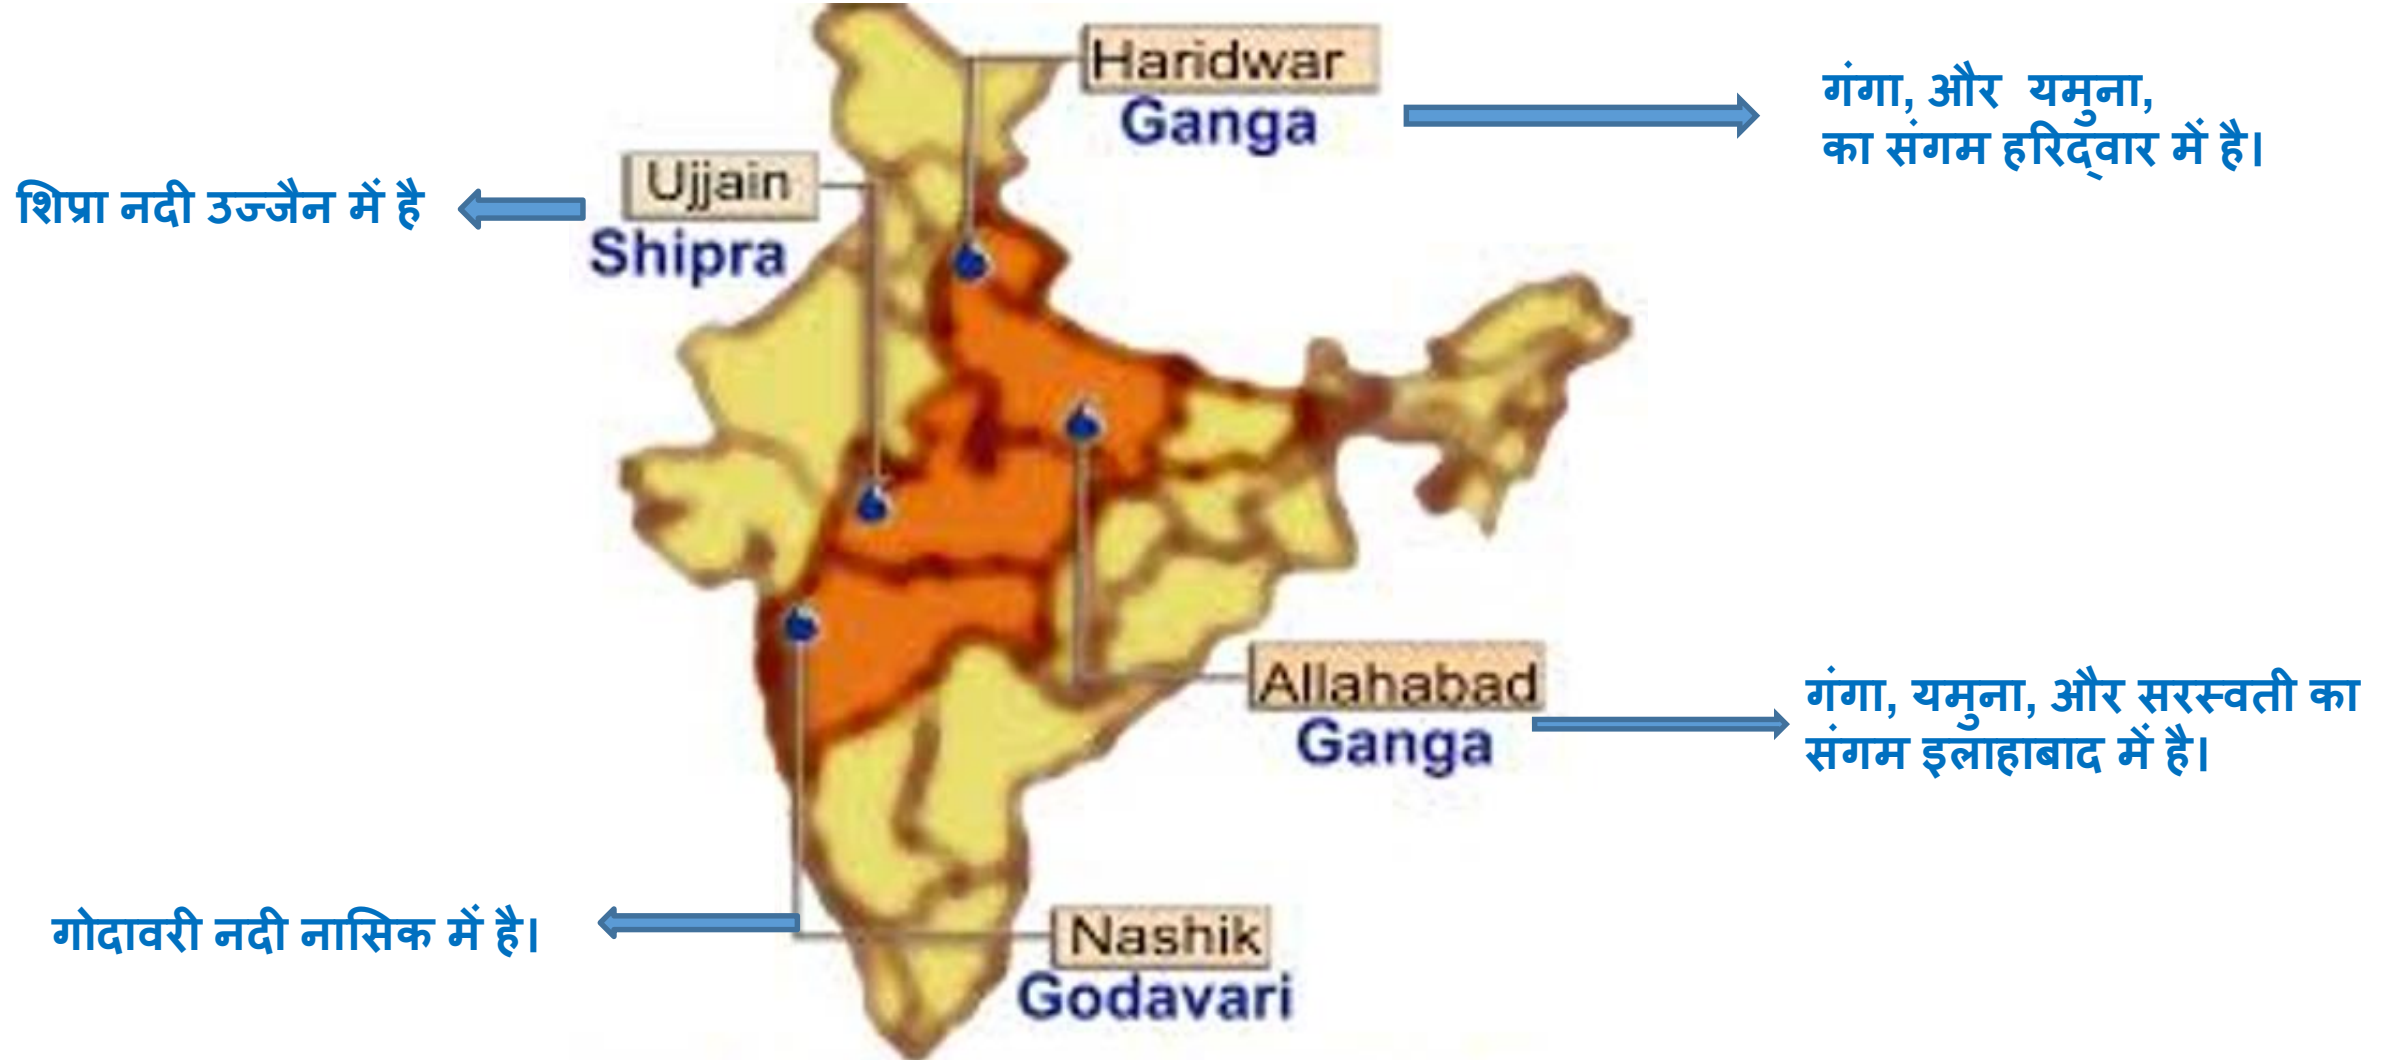 Haridwar
Ganga
गंगा, और यमुना,
का संगम हरिद्वार में है।
Ujjain
Shipra
शिप्रा नदी उज्जैन में है
Allahabad
Ganga
गंगा, यमुना, और सरस्वती का
संगम इलाहाबाद में है।
गोदावरी नदी नासिक में है।
Nashik
Godavari